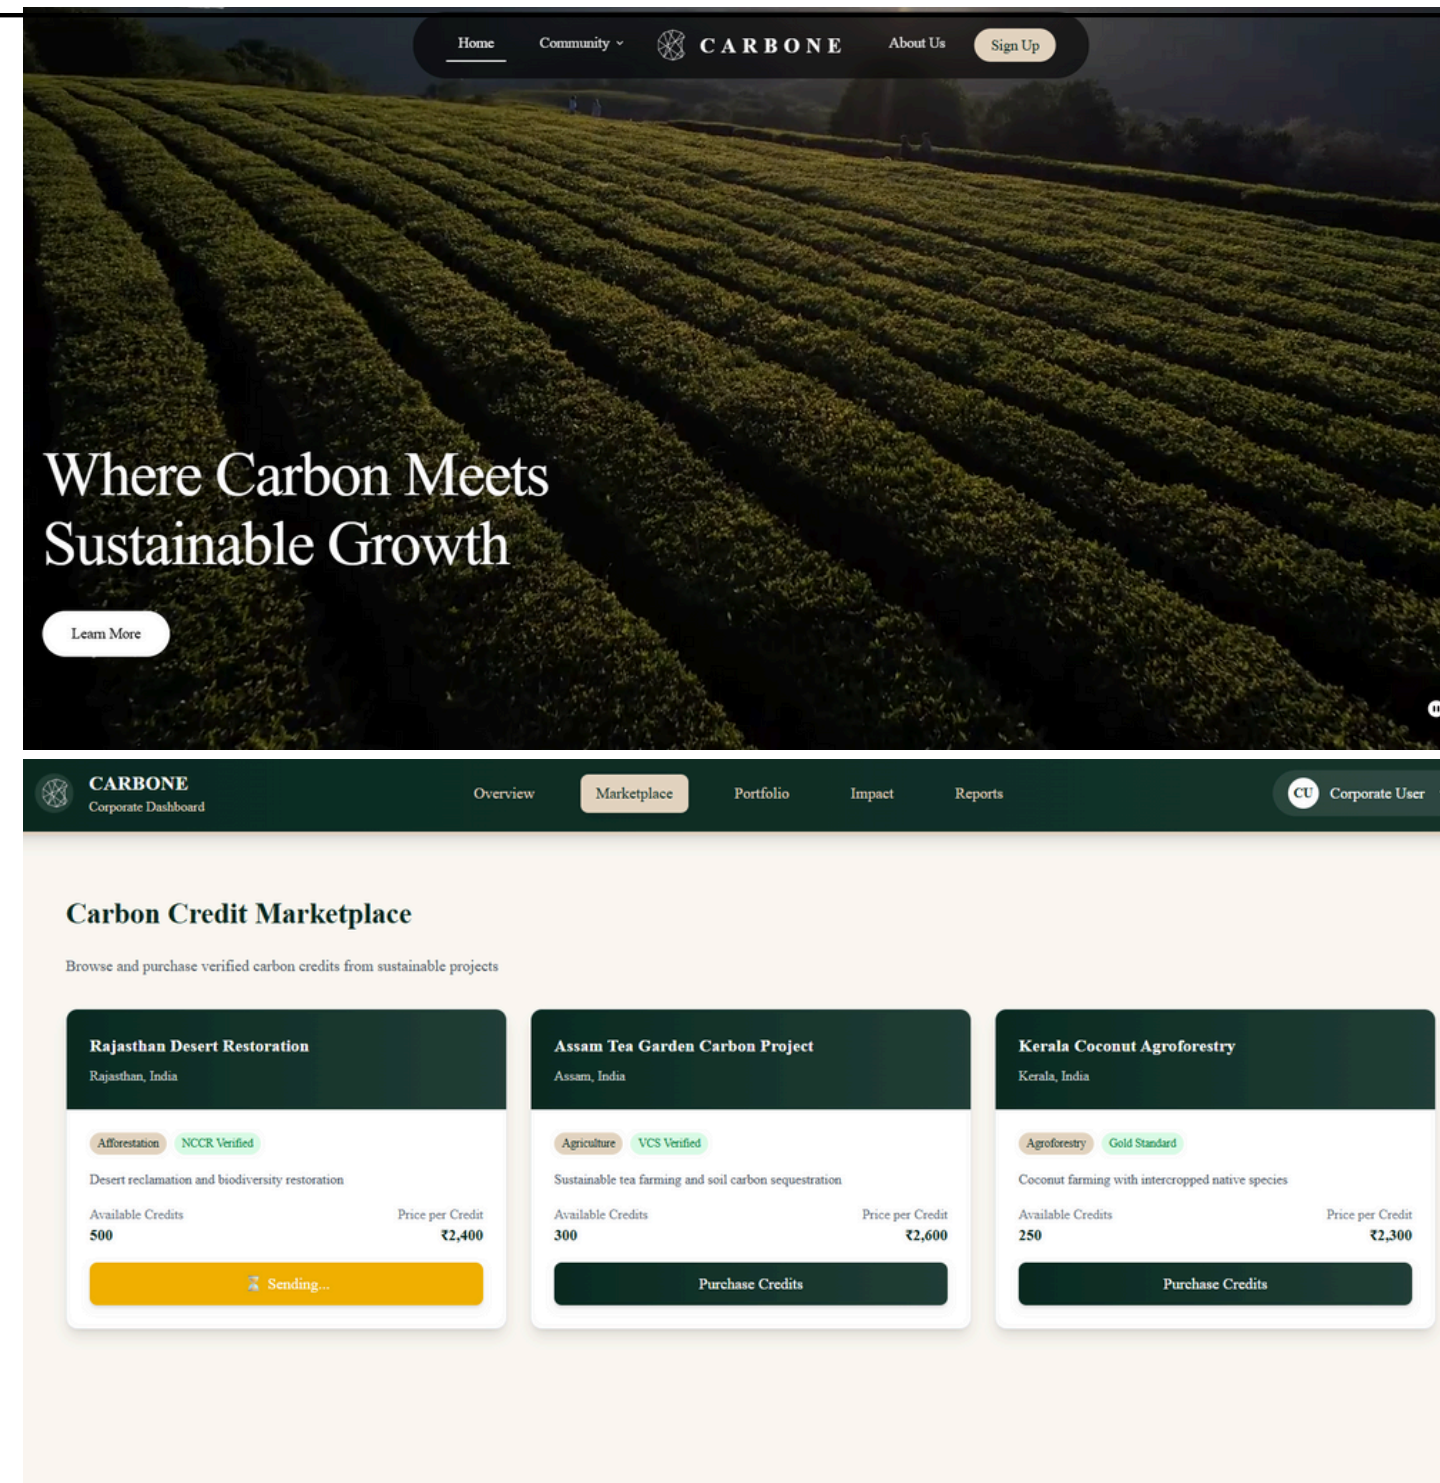 Home
Community
CARBONE
About Us
Sign Up
Where Carbon Meets
Sustainable Growth
Learn More
CARBONE
Corporate Dashboard
Overview
Marketplace
Portfolio
Impact
Reports
CU
Corporate User
Carbon Credit Marketplace
Browse and purchase verified carbon credits from sustainable projects
Rajasthan Desert Restoration
Rajasthan, India
Afforestation
NCCR Verified
Desert reclamation and biodiversity restoration
Available Credits
Price per Credit
500
₹2,400
⏳ Sending...
Assam Tea Garden Carbon Project
Assam, India
Agriculture
VCS Verified
Sustainable tea farming and soil carbon sequestration
Available Credits
Price per Credit
300
₹2,600
Purchase Credits
Kerala Coconut Agroforestry
Kerala, India
Agroforestry
Gold Standard
Coconut farming with intercropped native species
Available Credits
Price per Credit
250
₹2,300
Purchase Credits